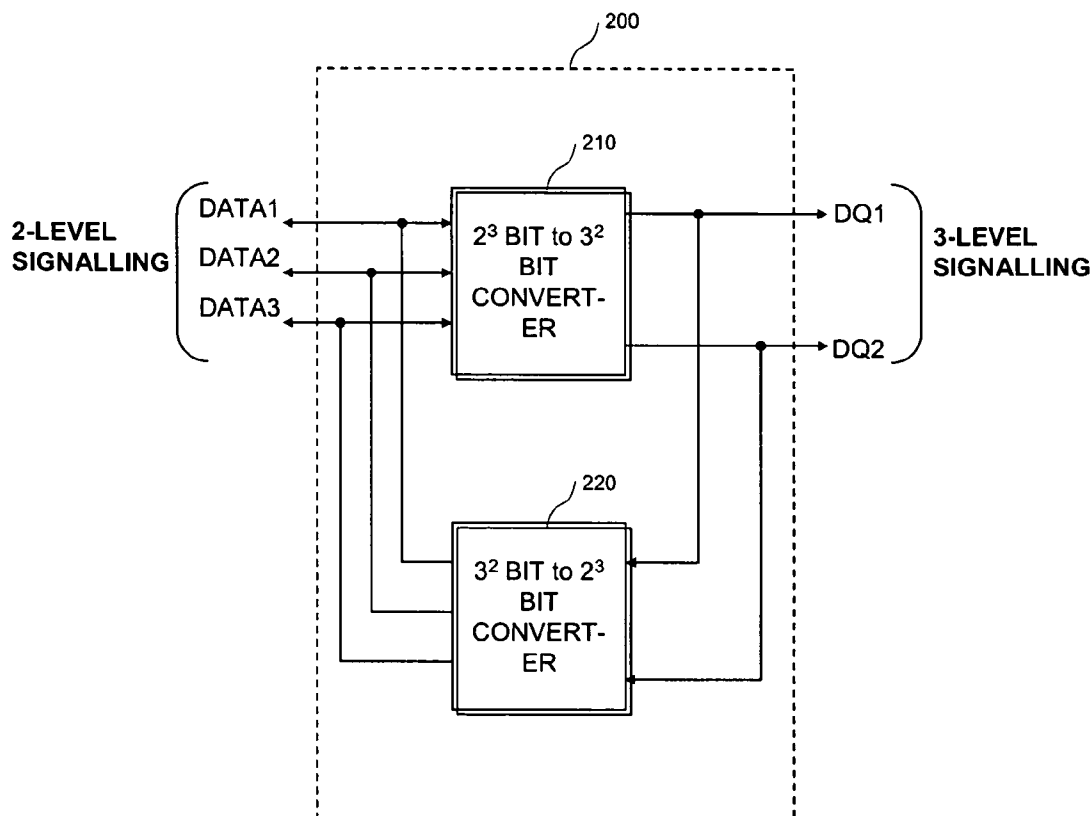 200
210
2-LEVEL
SIGNALLING
DATA1
DATA2
DATA3
2³ BIT to 3²
BIT
CONVERT-
ER
DQ1
DQ2
3-LEVEL
SIGNALLING
220
3² BIT to 2³
BIT
CONVERT-
ER